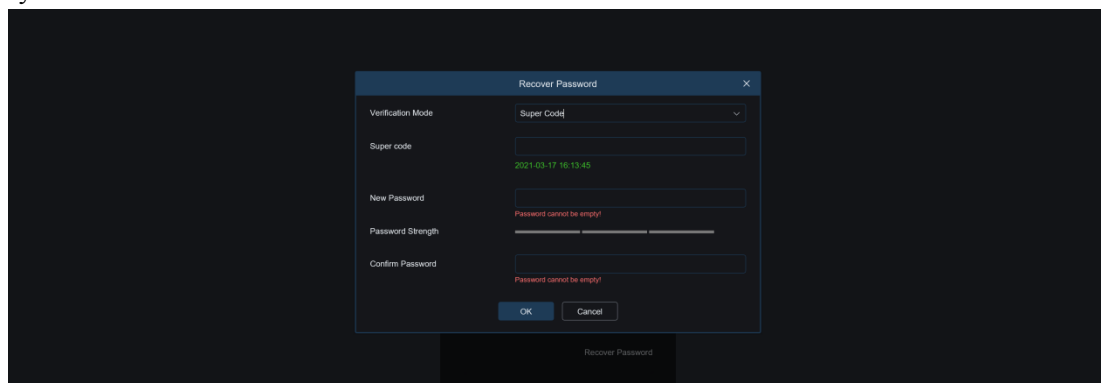 Recover Password
Verification Mode Super Code
Super code
2021-03-17 16:13:45
New Password
Password cannot be empty!
Password Strength
Confirm Password
Password cannot be empty!
OK Cancel
Recover Password